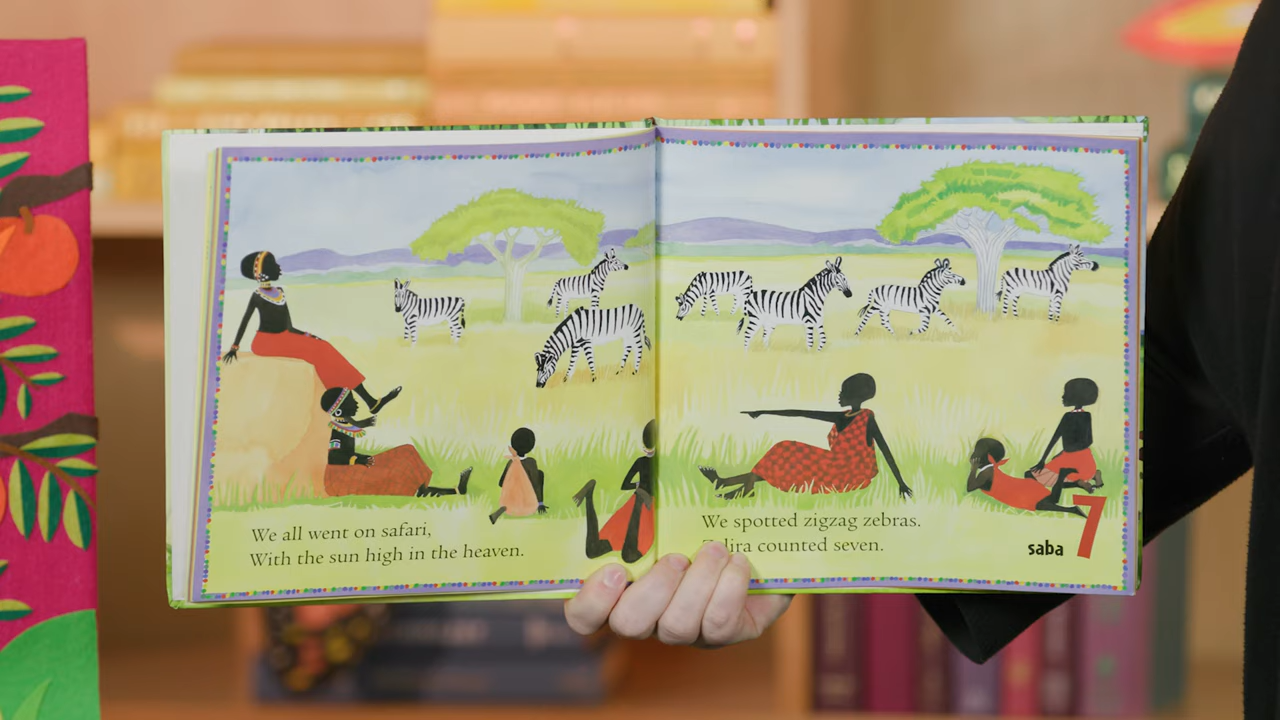 We all went on safari,
With the sun high in the heaven.
We spotted zigzag zebras.
counted seven.
saba 7